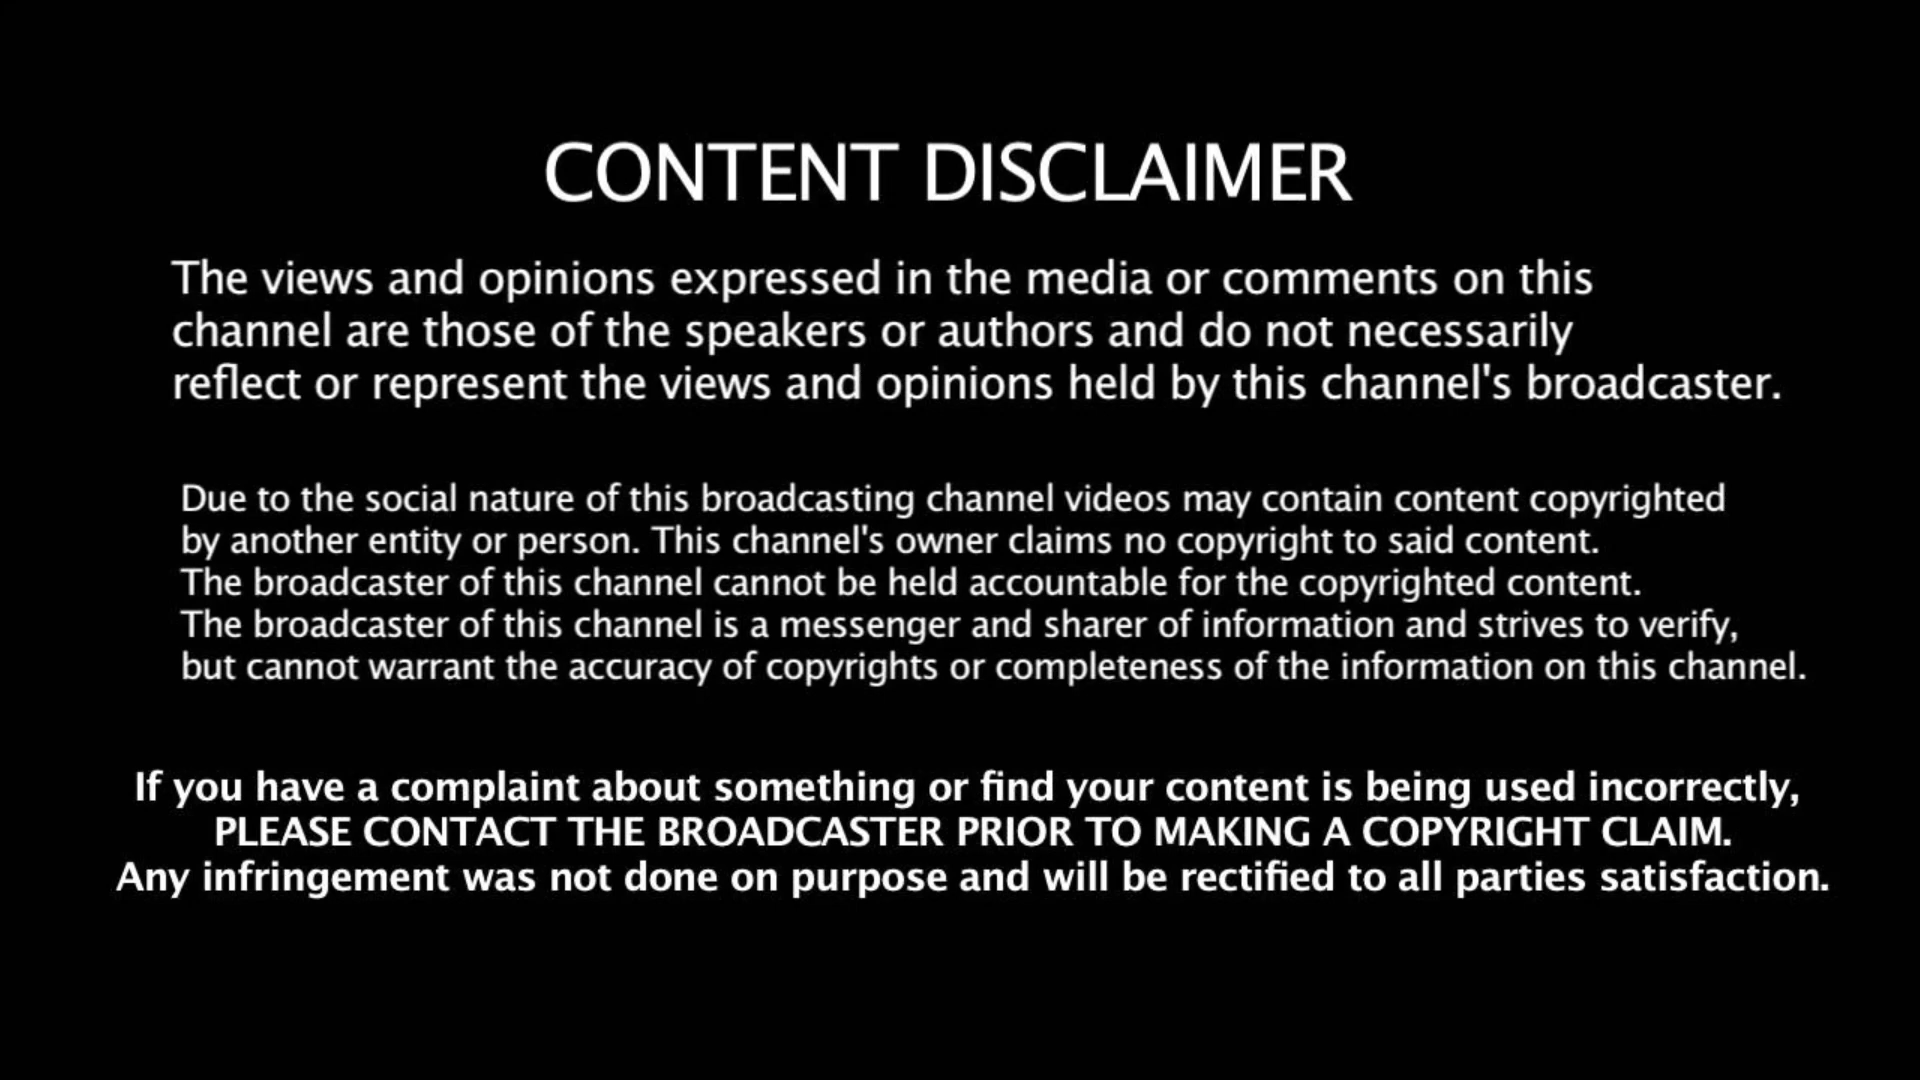 CONTENT DISCLAIMER
The views and opinions expressed in the media or comments on this
channel are those of the speakers or authors and do not necessarily
reflect or represent the views and opinions held by this channel's broadcaster.
Due to the social nature of this broadcasting channel videos may contain content copyrighted
by another entity or person. This channel's owner claims no copyright to said content.
The broadcaster of this channel cannot be held accountable for the copyrighted content.
The broadcaster of this channel is a messenger and sharer of information and strives to verify,
but cannot warrant the accuracy of copyrights or completeness of the information on this channel.
If you have a complaint about something or find your content is being used incorrectly,
PLEASE CONTACT THE BROADCASTER PRIOR TO MAKING A COPYRIGHT CLAIM.
Any infringement was not done on purpose and will be rectified to all parties satisfaction.